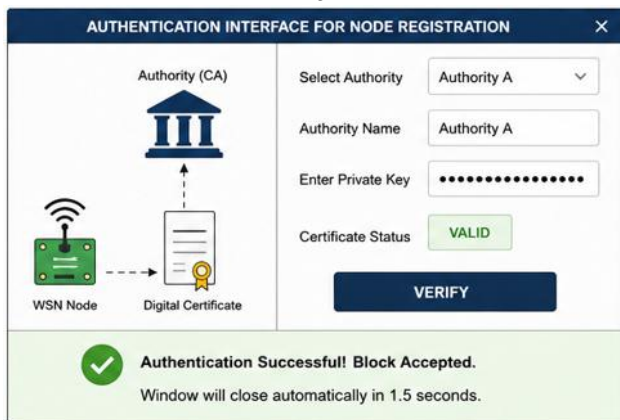 AUTHENTICATION INTERFACE FOR NODE REGISTRATION
Authority (CA)
WSN Node
Digital Certificate
Select Authority
Authority A
Authority Name
Authority A
Enter Private Key
••••••••••••••••
Certificate Status
VALID
VERIFY
Authentication Successful! Block Accepted.
Window will close automatically in 1.5 seconds.